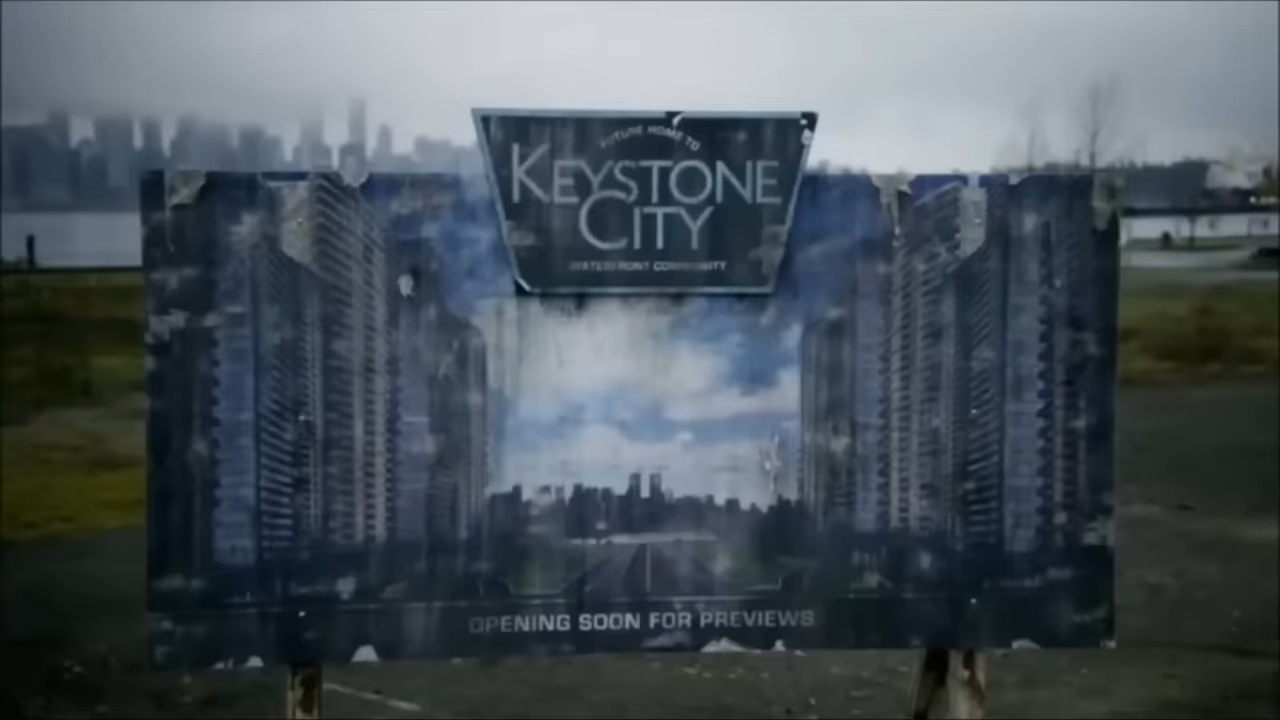 FUTURE HOME TO
KEYSTONE
CITY
WATERFRONT COMMUNITY
OPENING SOON FOR PREVIEWS